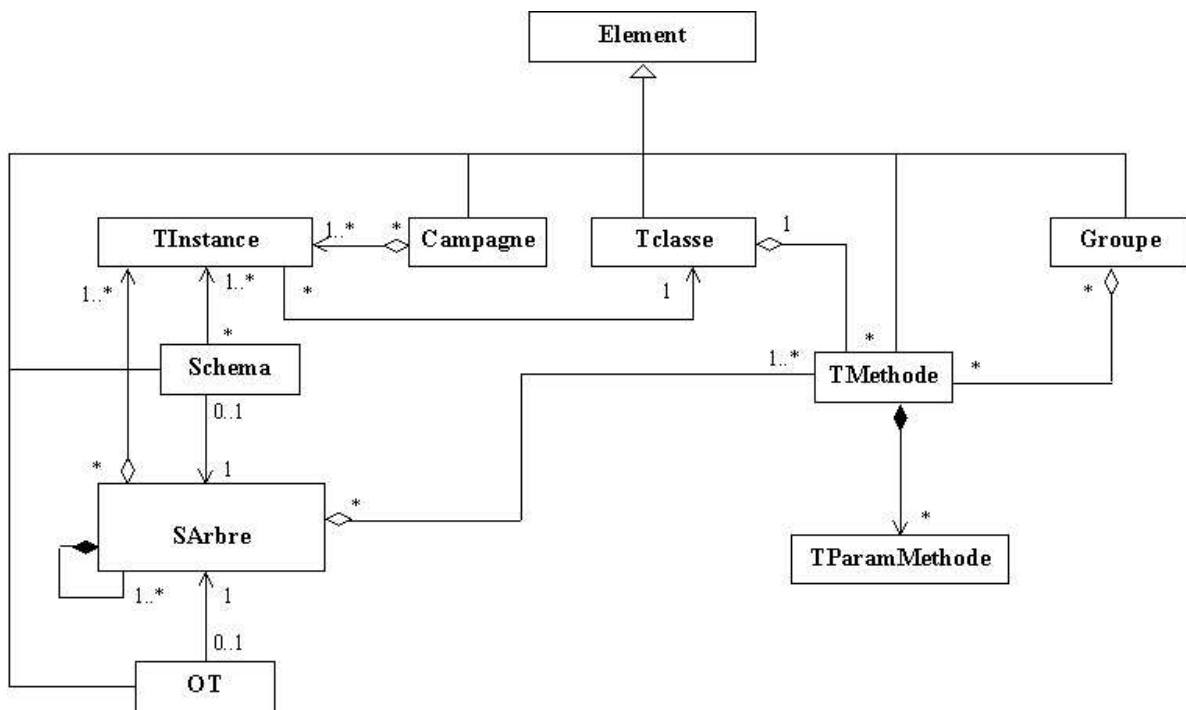 Element
TInstance
1..*
*
Campagne
Tclasse
1
Groupe
1..*
1..*
*
1
*
*
Schema
1..*
*
TMethode
*
0..1
*
1
SArbre
*
*
TParamMethode
1..*
1
0..1
OT